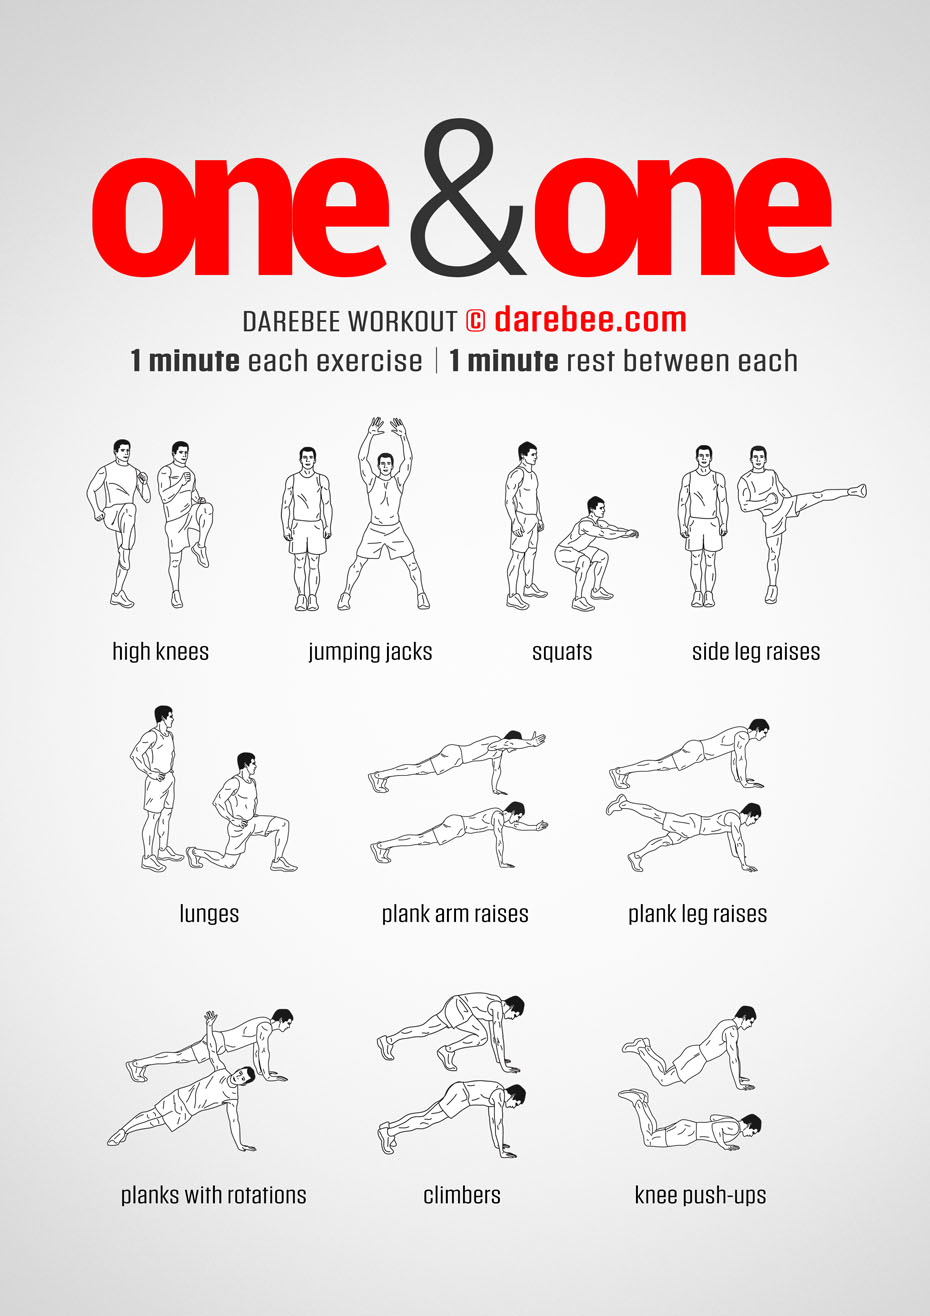 one & one
DAREBEE WORKOUT © darebee.com
1 minute each exercise | 1 minute rest between each
high knees
jumping jacks
squats
side leg raises
lunges
plank arm raises
plank leg raises
planks with rotations
climbers
knee push-ups